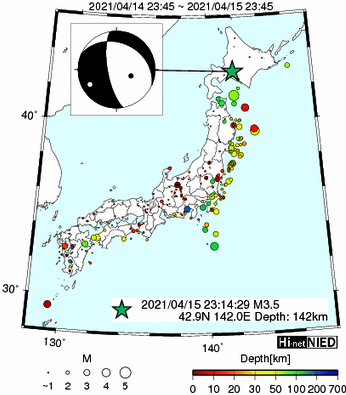 2021/04/14 23:45 ~ 2021/04/15 23:45
40°
30°
2021/04/15 23:14:29 M3.5
42.9N 142.0E Depth: 142km
130°
140°
Hi-net NIED
M
~1 2 3 4 5
Depth[km]
0 10 20 30 50 100 200 700